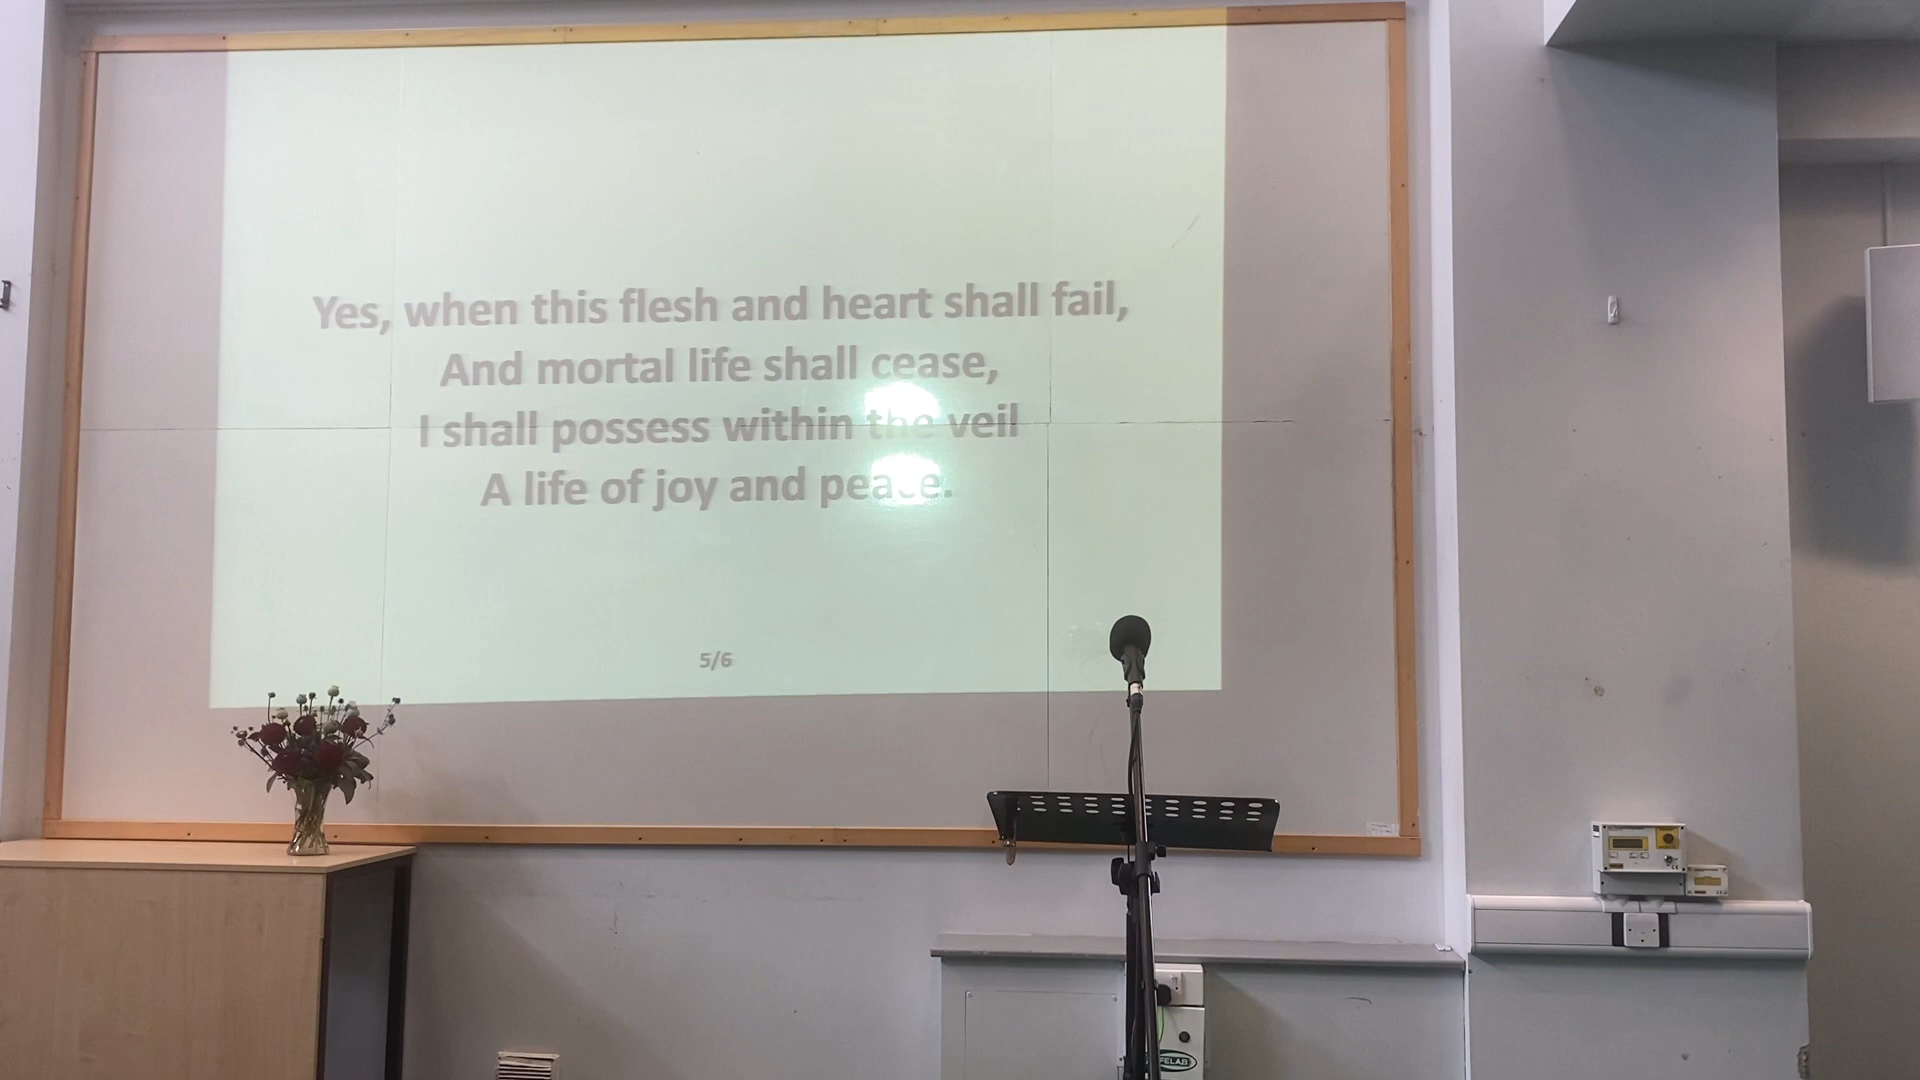 Yes, when this flesh and heart shall fail,
And mortal life shall cease,
I shall possess within the veil
A life of joy and peace.
5/6
FELAB